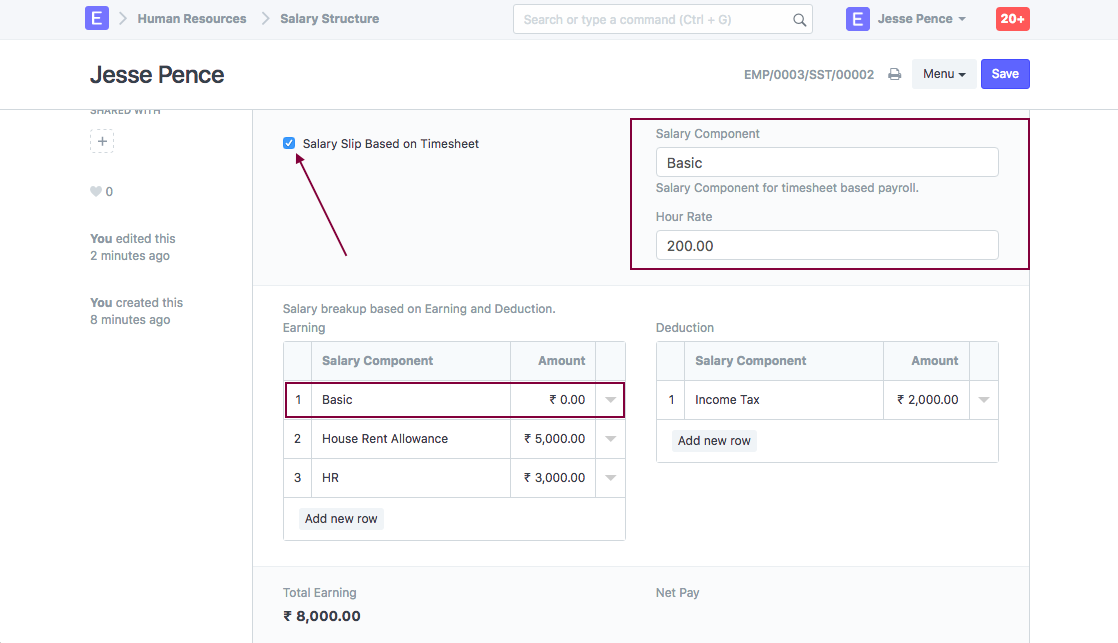 E Human Resources Salary Structure Search or type a command (Ctrl + G) E Jesse Pence 20+
Jesse Pence EMP/0003/SST/00002 Menu Save
SHARED WITH
+
0
You edited this
2 minutes ago
You created this
8 minutes ago
Salary Slip Based on Timesheet
Salary Component
Basic
Salary Component for timesheet based payroll.
Hour Rate
200.00
Salary breakup based on Earning and Deduction.
Earning
Salary Component Amount
1 Basic ₹ 0.00
2 House Rent Allowance ₹ 5,000.00
3 HR ₹ 3,000.00
Add new row
Deduction
Salary Component Amount
1 Income Tax ₹ 2,000.00
Add new row
Total Earning
₹ 8,000.00
Net Pay